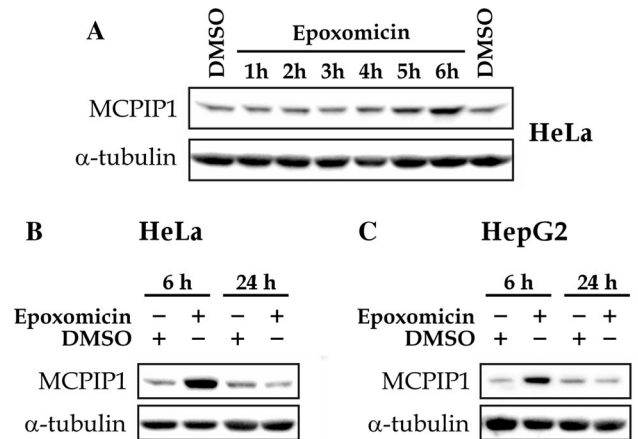 A
DMSO
Epoxomicin
DMSO
1h 2h 3h 4h 5h 6h
MCPIP1
HeLa
α-tubulin
B HeLa
6 h 24 h
Epoxomicin − + − +
DMSO + − + −
MCPIP1
α-tubulin
C HepG2
6 h 24 h
Epoxomicin − + − +
DMSO + − + −
MCPIP1
α-tubulin